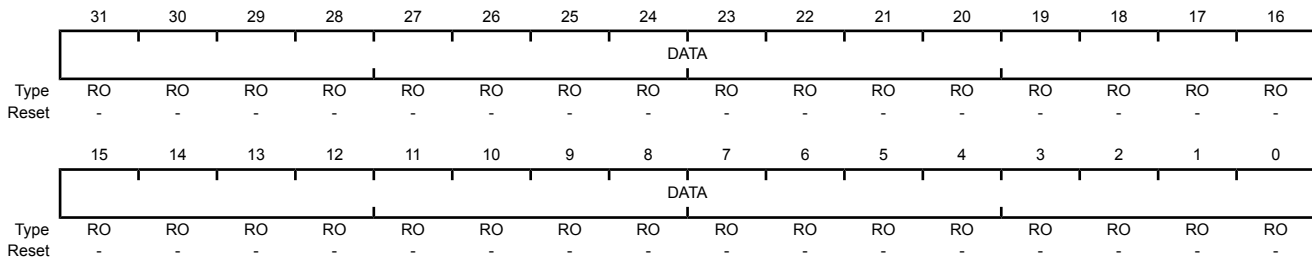 31 30 29 28 27 26 25 24 23 22 21 20 19 18 17 16
DATA
Type RO RO RO RO RO RO RO RO RO RO RO RO RO RO RO RO
Reset - - - - - - - - - - - - - - - -
15 14 13 12 11 10 9 8 7 6 5 4 3 2 1 0
DATA
Type RO RO RO RO RO RO RO RO RO RO RO RO RO RO RO RO
Reset - - - - - - - - - - - - - - - -